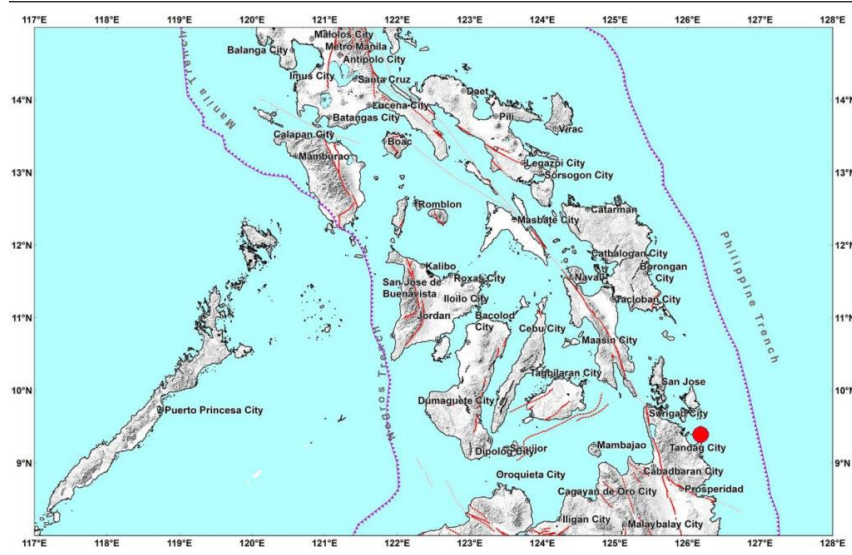 Malolos City
Balanga City
Metro Manila
Antipolo City
Imus City
Santa Cruz
14°N
14°N
Daet
Lucena City
Pili
Batangas City
Virac
Manila Trench
Calapan City
Boac
Mamburao
Legazpi City
13°N
13°N
Sorsogon City
Romblon
Catarman
Masbate City
12°N
12°N
Catbalogan City
Borongan
City
Kalibo
Roxas City
Naval
San Jose de
Buenavista
Iloilo City
Tacloban City
Philippine Trench
11°N
11°N
Jordan
Bacolod
City
Cebu City
Maasin City
Negros Trench
Tagbilaran City
San Jose
10°N
10°N
Dumaguete City
Puerto Princesa City
Surigao City
Siquijor
Mambajao
Tandag City
Dipolog City
9°N
9°N
Oroquieta City
Cabadbaran City
Cagayan de Oro City
Prosperidad
Iligan City
Malaybalay City
117°E
118°E
119°E
120°E
121°E
122°E
123°E
124°E
125°E
126°E
127°E
128°E
117°E
118°E
119°E
120°E
121°E
122°E
123°E
124°E
125°E
126°E
127°E
128°E